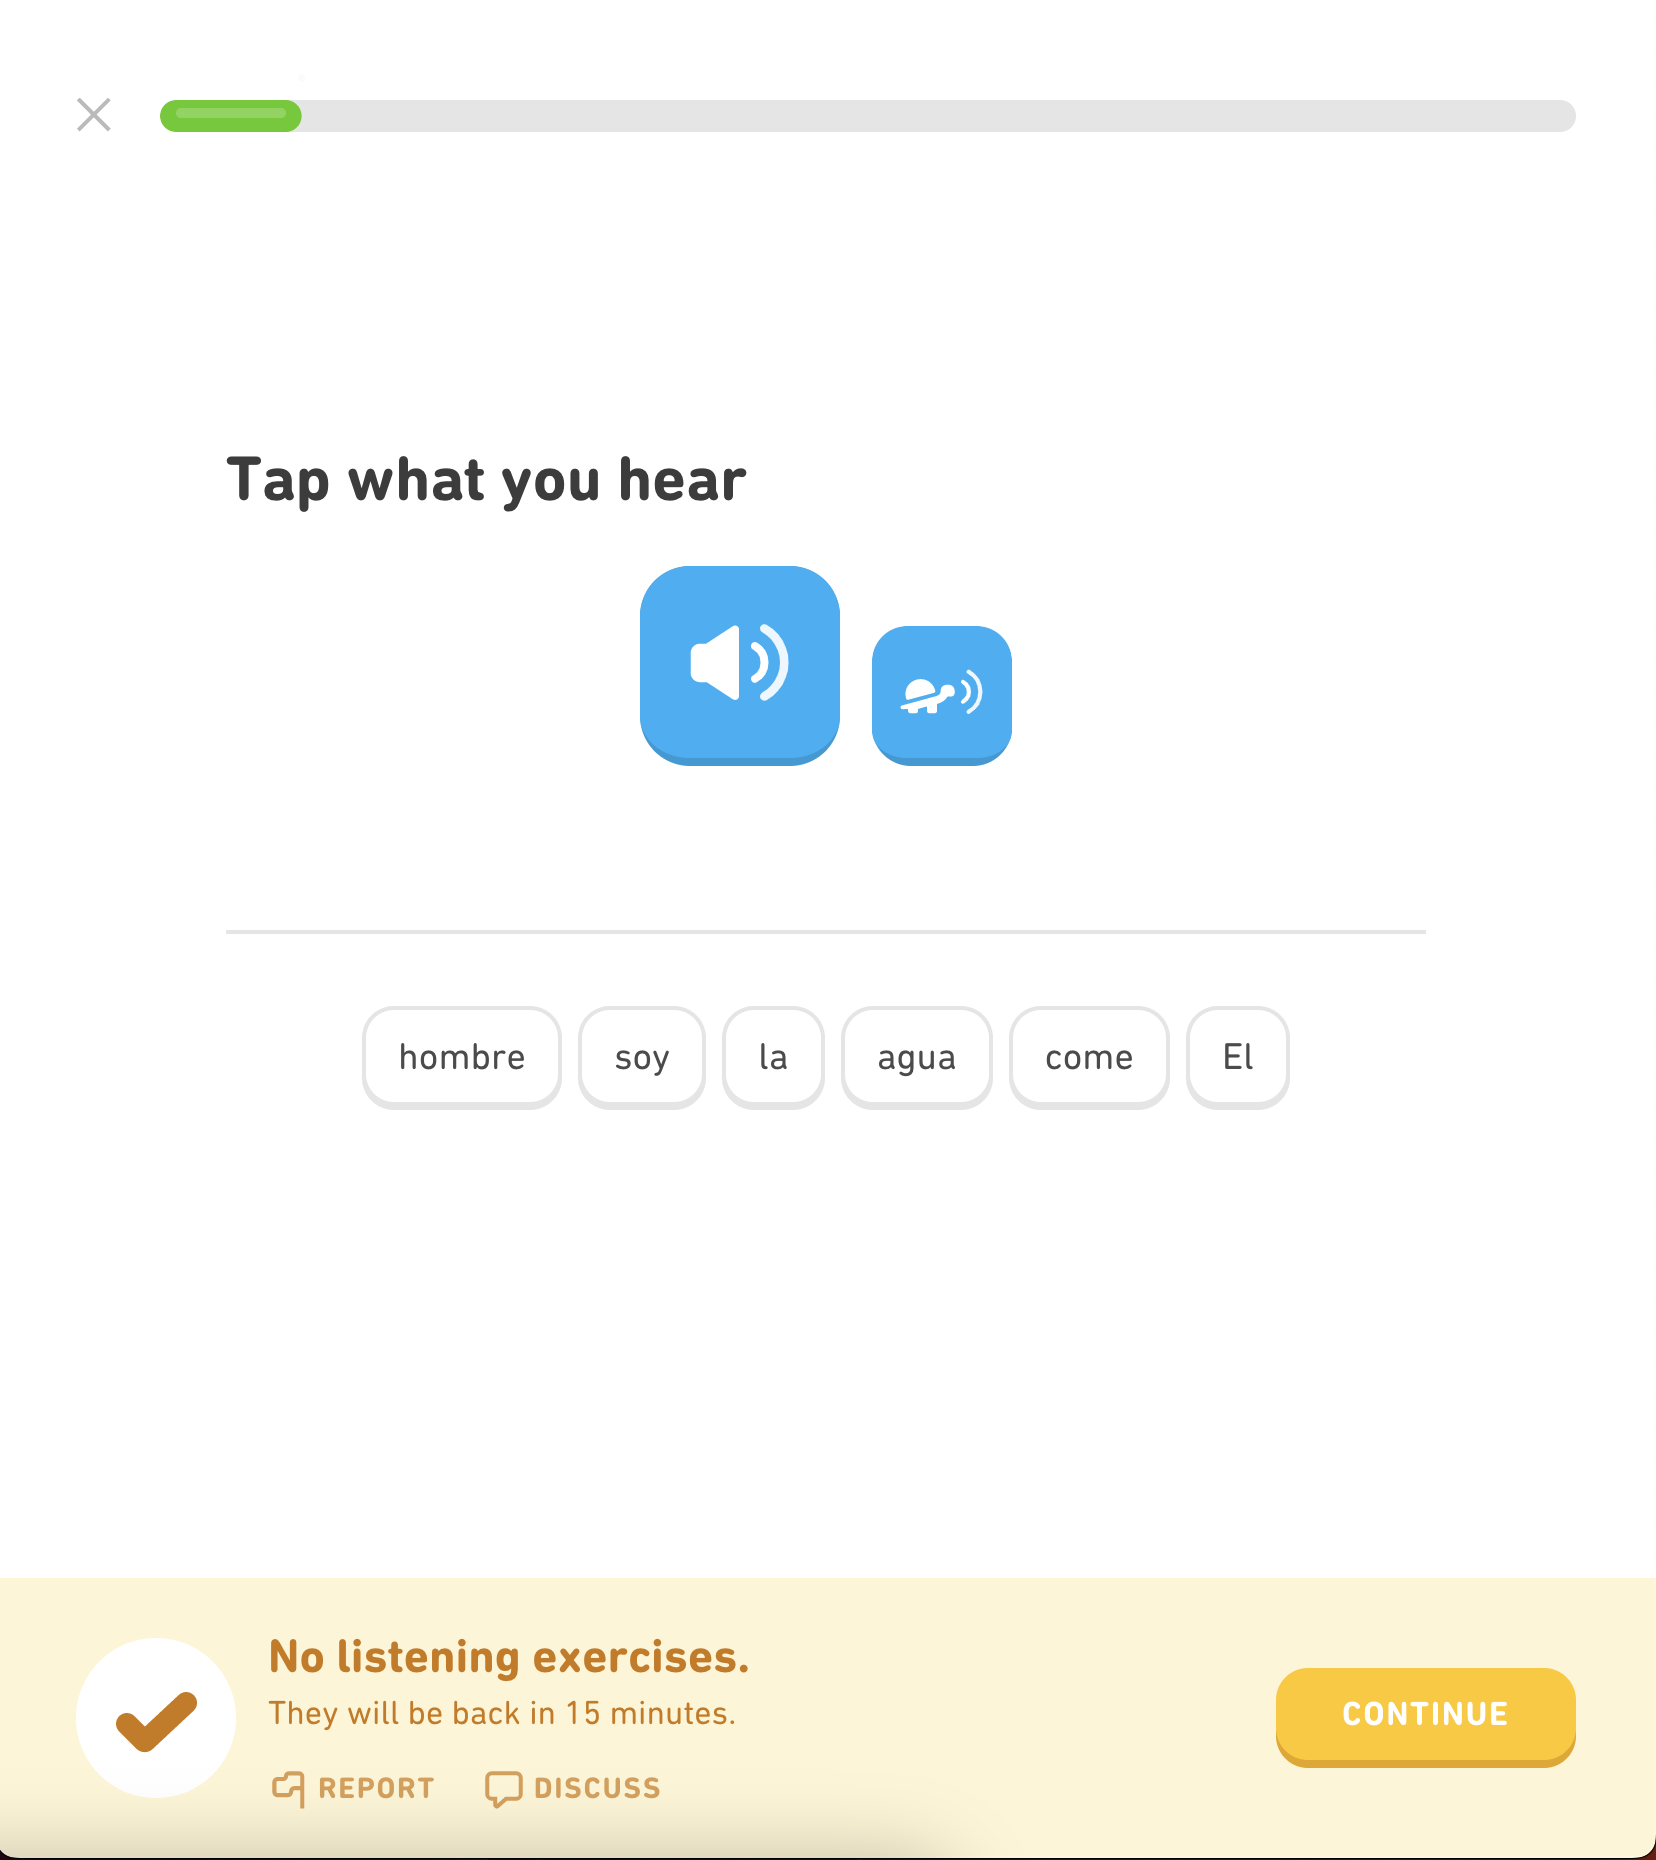 Tap what you hear
hombre soy la agua come El
No listening exercises.
They will be back in 15 minutes.
CONTINUE
REPORT DISCUSS